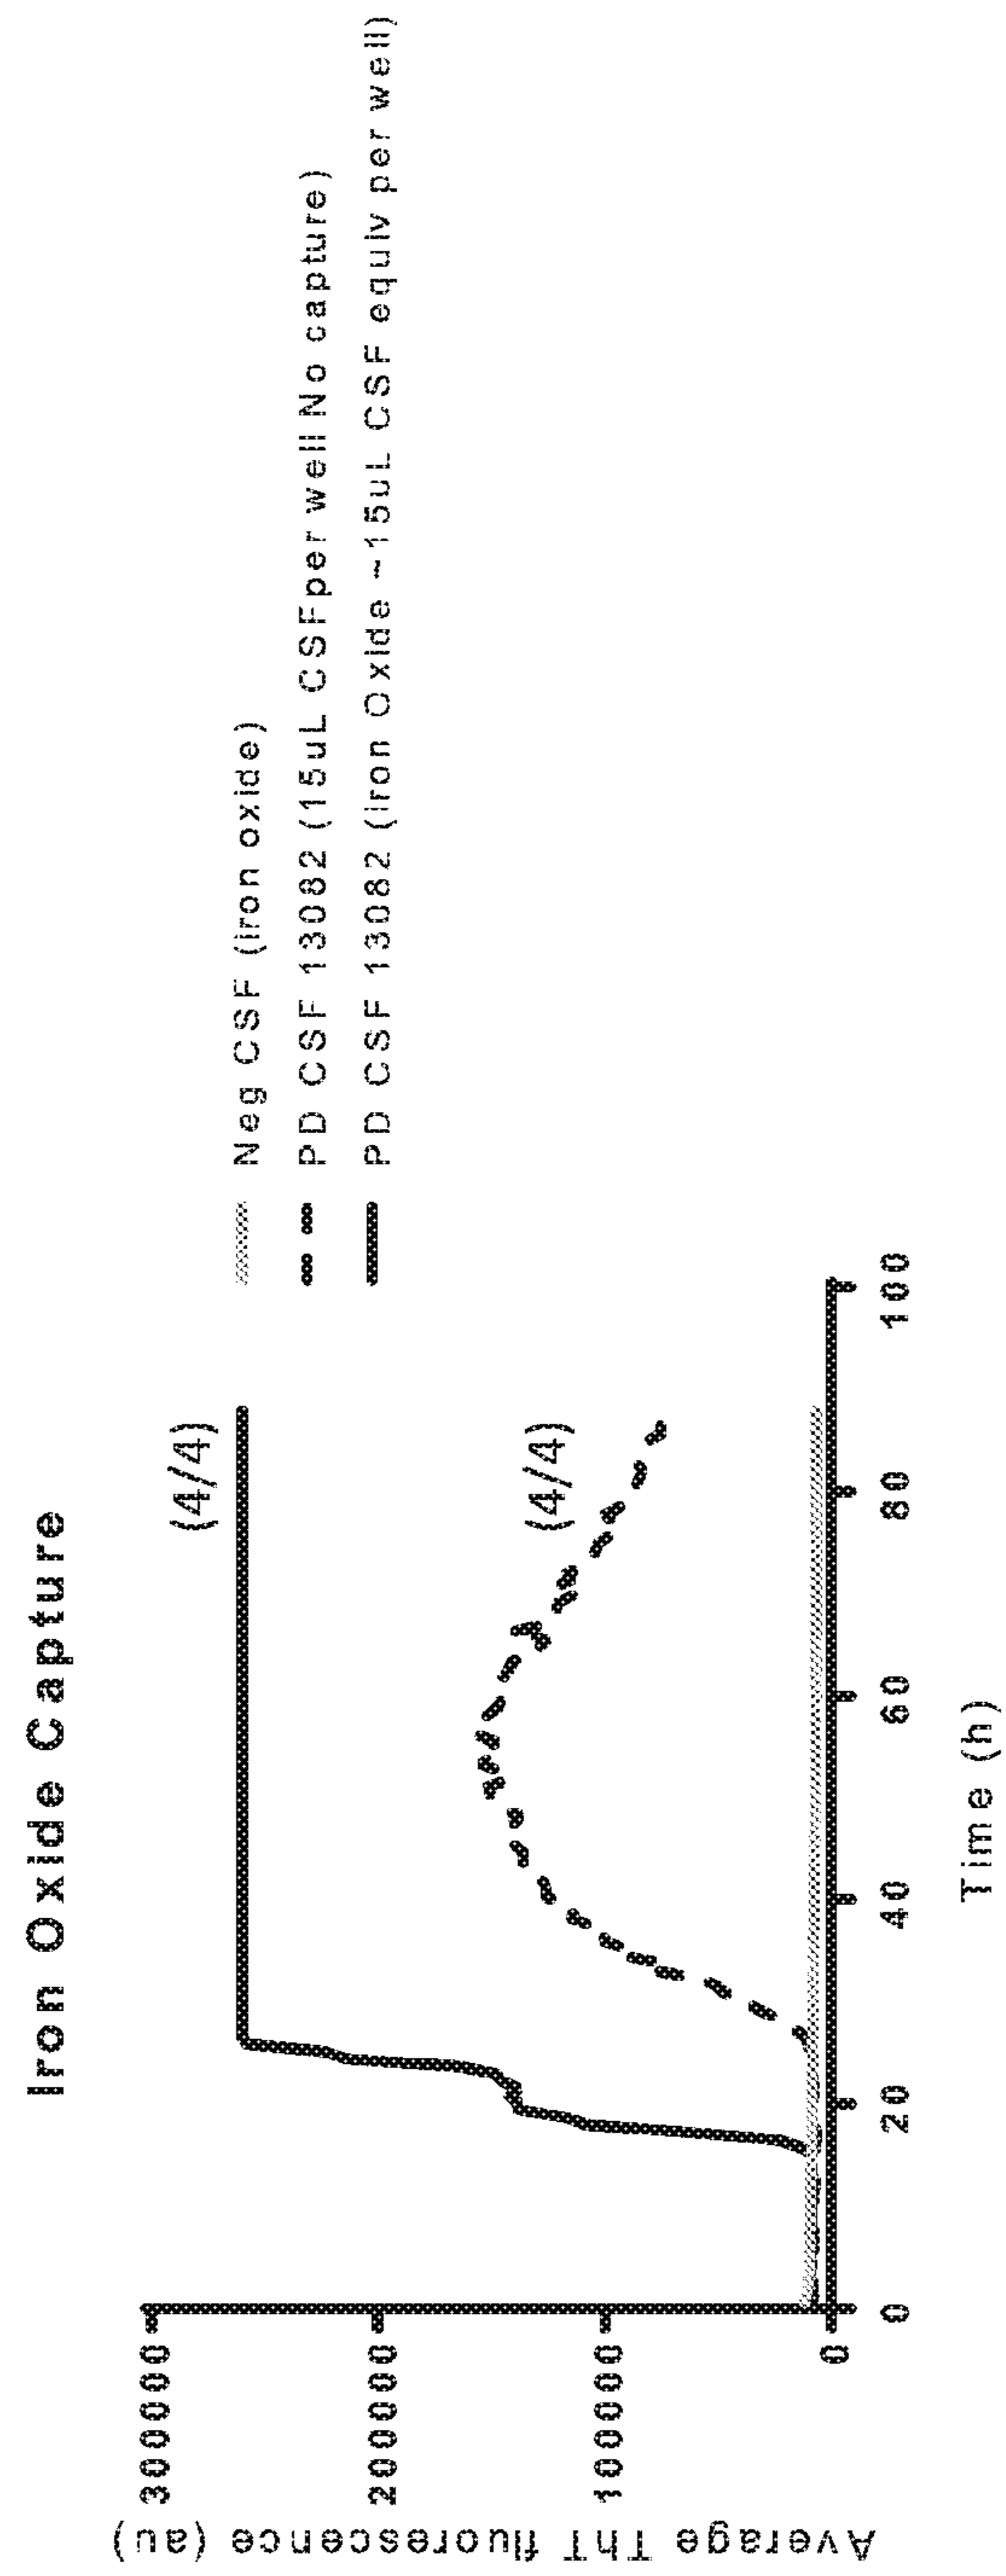 Iron Oxide Capture
Average ThT fluorescence (au)
300000
200000
100000
0
(4/4)
(4/4)
0 20 40 60 80 100
Time (h)
Neg CSF (iron oxide)
PD CSF 13082 (15uL CSFper well No capture)
PD CSF 13082 (Iron Oxide ~15uL CSF equiv per well)